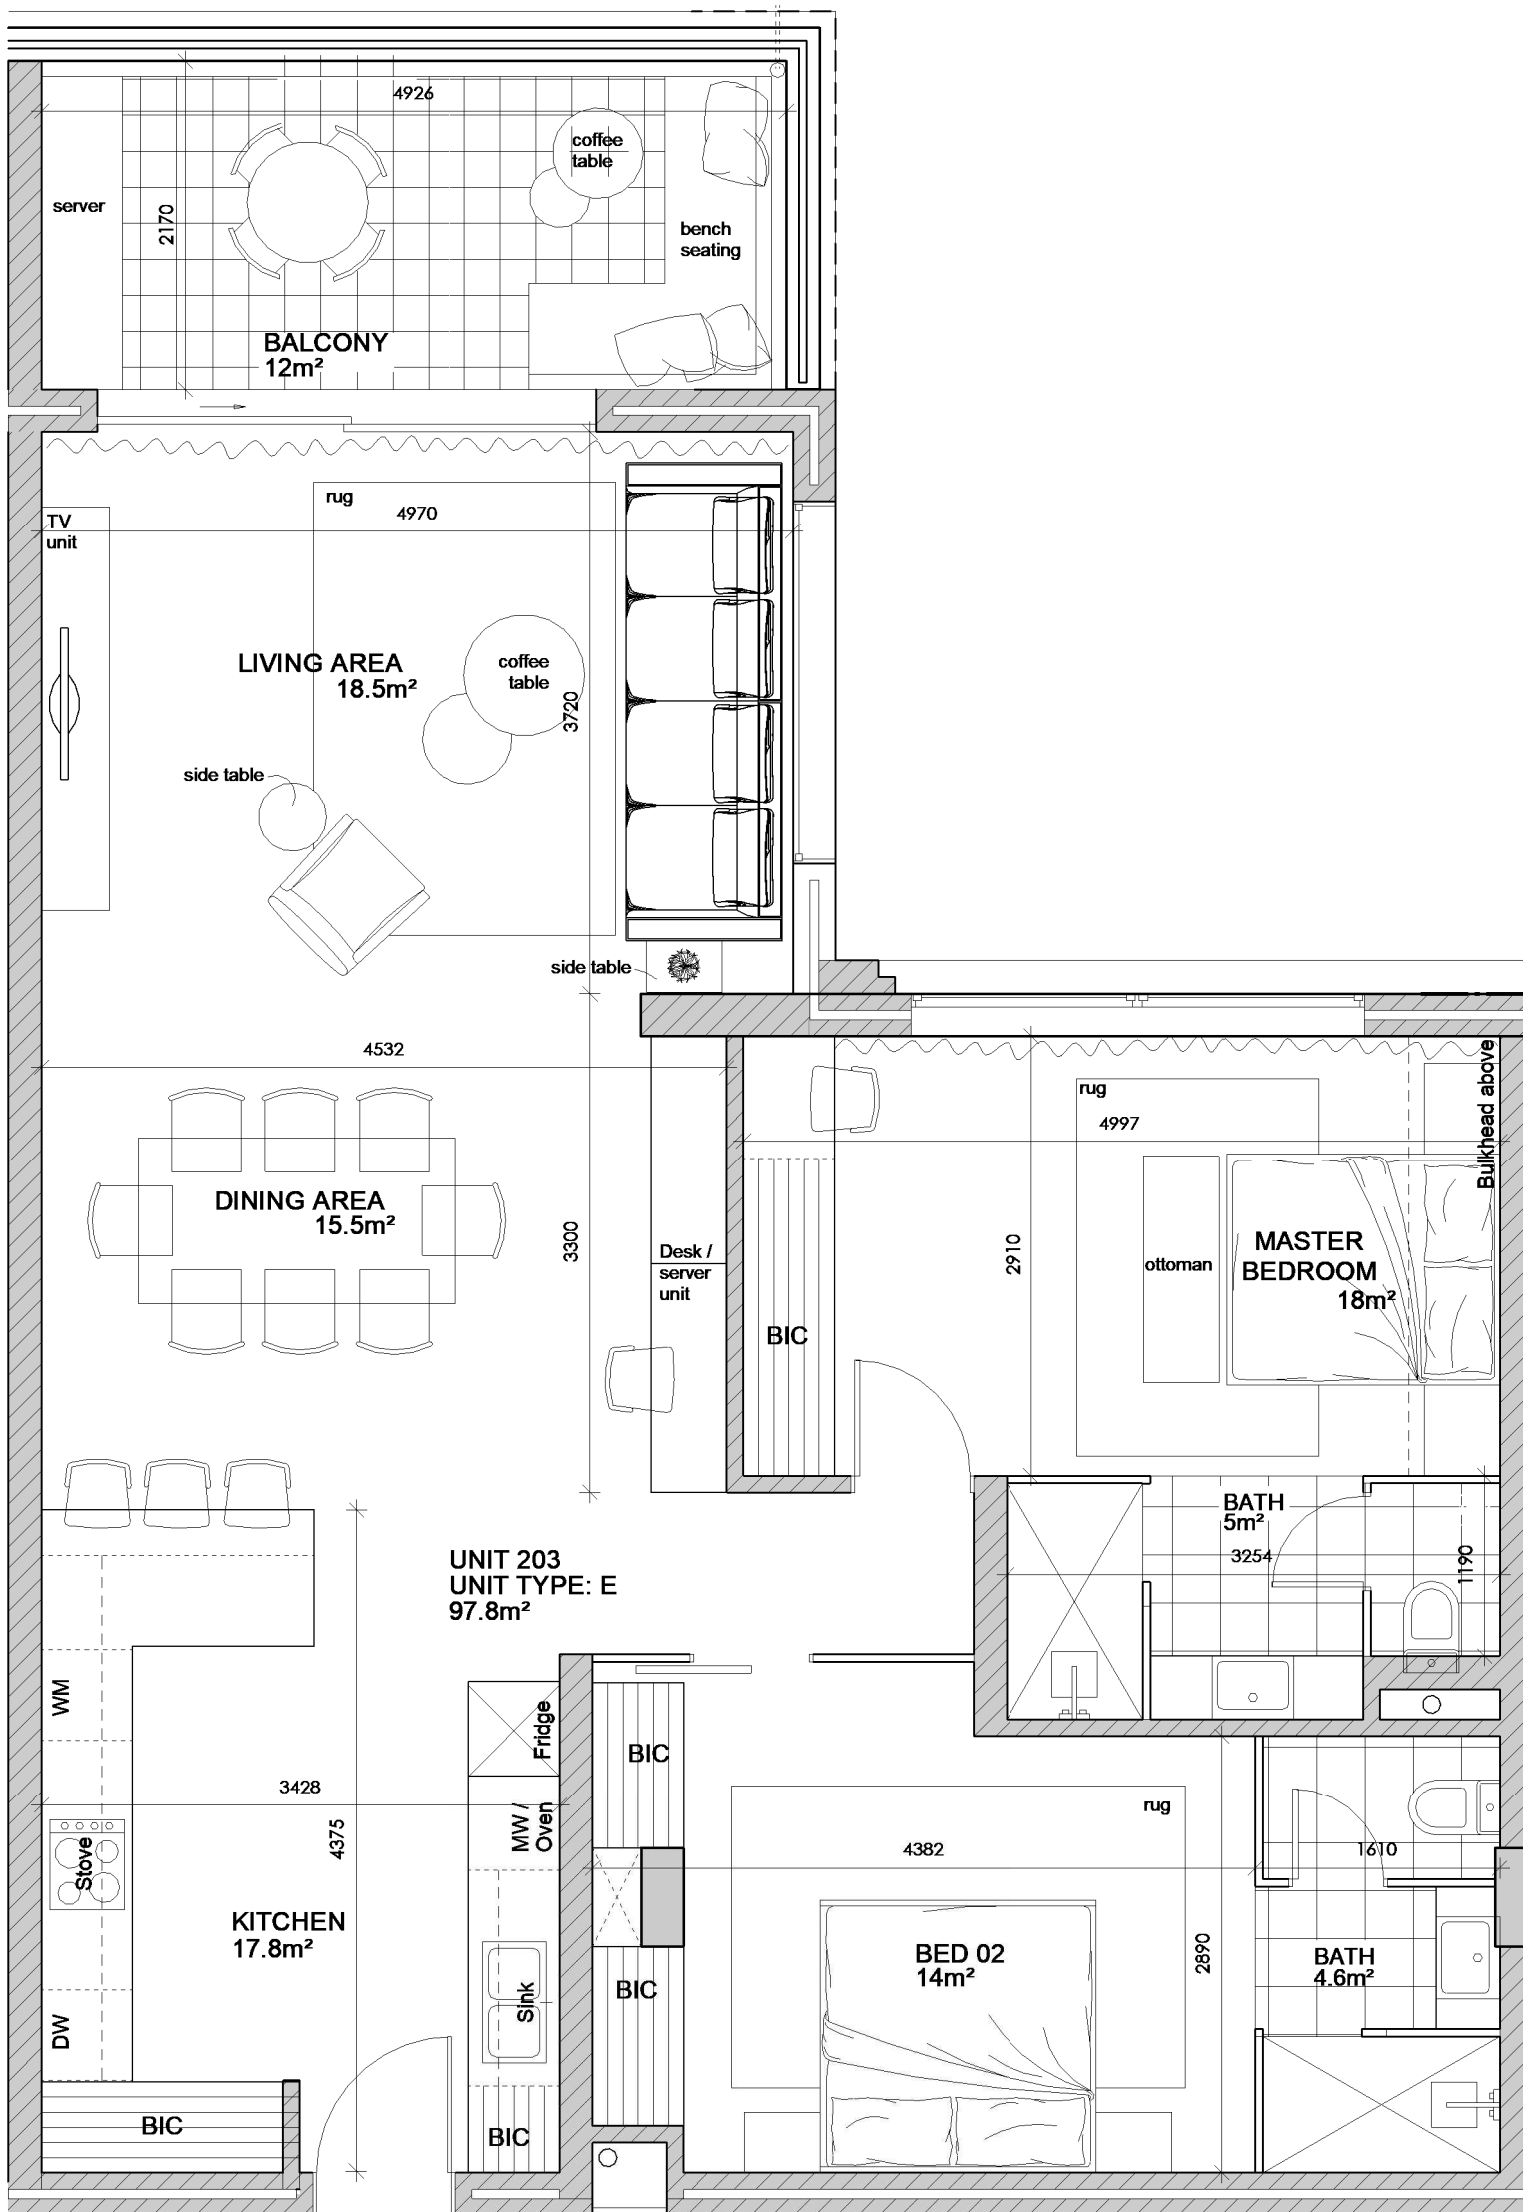 4926
coffee
table
server
2170
bench
seating
BALCONY
12m²
rug
4970
TV
unit
LIVING AREA
18.5m²
coffee
table
3720
side table
side table
4532
Bulkhead above
rug
4997
DINING AREA
15.5m²
3300
Desk /
server
unit
2910
ottoman
MASTER
BEDROOM
18m²
BIC
BATH
5m²
3254
1190
UNIT 203
UNIT TYPE: E
97.8m²
WM
Fridge
BIC
3428
4375
MW /
Oven
rug
Stove
4382
1610
KITCHEN
17.8m²
BED 02
14m²
2890
BATH
4.6m²
BIC
Sink
DW
BIC
BIC